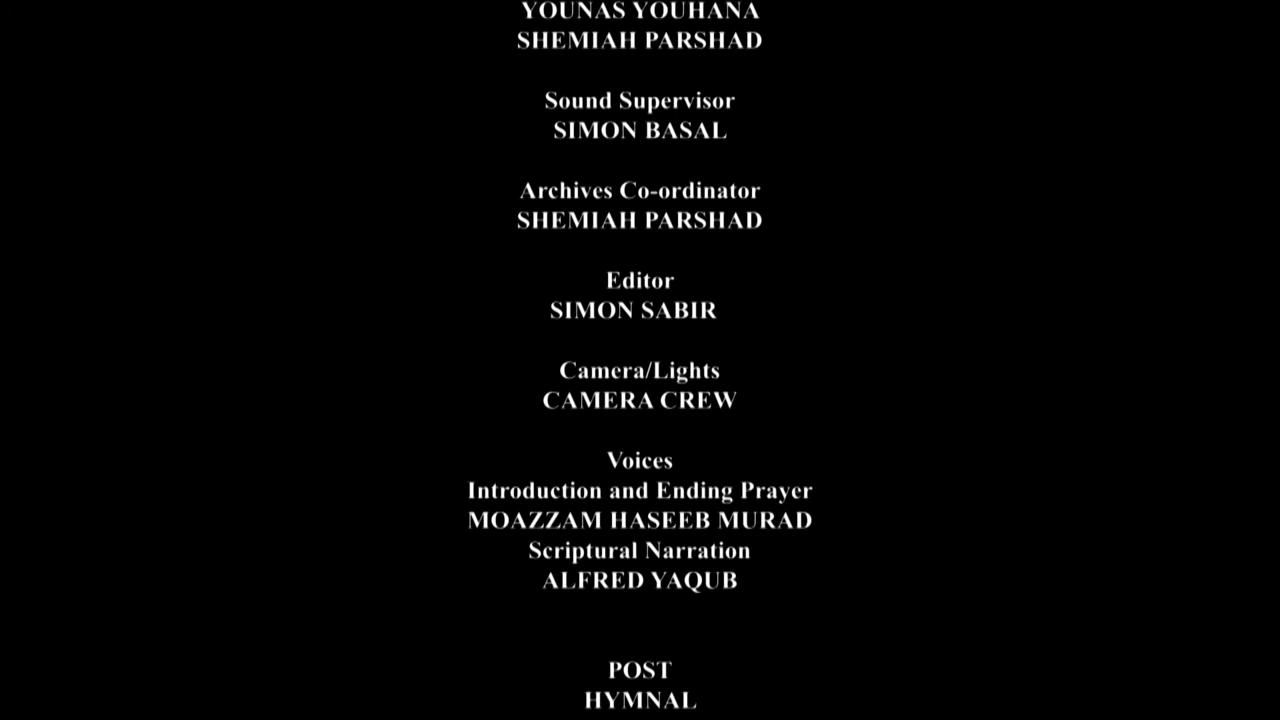 YOUNAS YOUHANA
SHEMIAH PARSHAD
Sound Supervisor
SIMON BASAL
Archives Co-ordinator
SHEMIAH PARSHAD
Editor
SIMON SABIR
Camera/Lights
CAMERA CREW
Voices
Introduction and Ending Prayer
MOAZZAM HASEEB MURAD
Scriptural Narration
ALFRED YAQUB
POST
HYMNAL